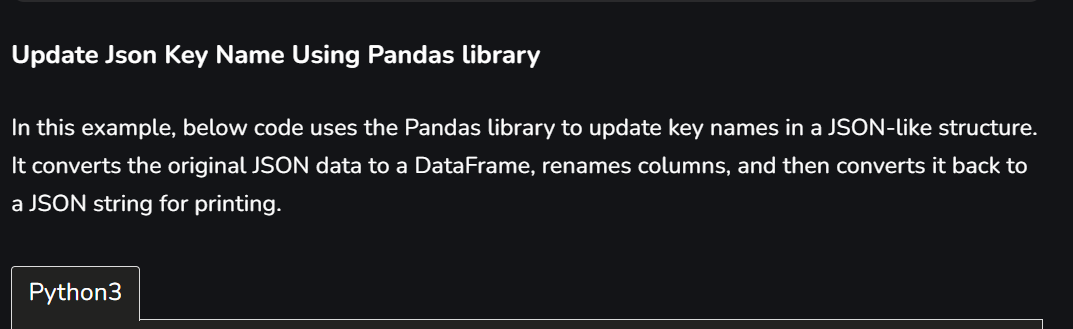 Update Json Key Name Using Pandas library
In this example, below code uses the Pandas library to update key names in a JSON-like structure.
It converts the original JSON data to a DataFrame, renames columns, and then converts it back to
a JSON string for printing.
Python3